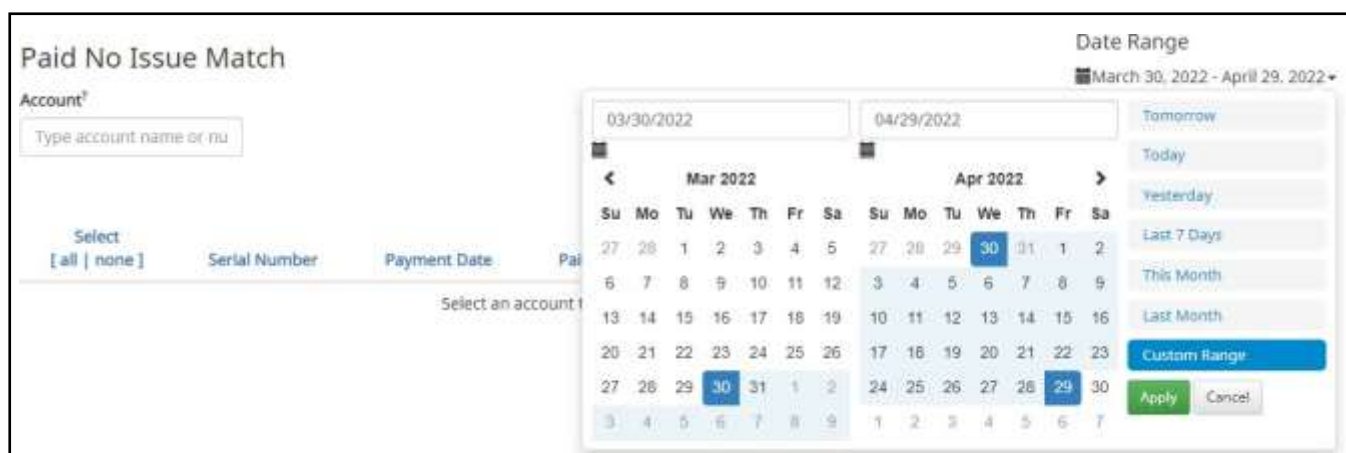 Paid No Issue Match
Date Range
March 30, 2022 - April 29, 2022
Account?
Type account name or nu
Select
[ all | none ]
Serial Number
Payment Date
Pai
Select an account t
03/30/2022
04/29/2022
Mar 2022
Su Mo Tu We Th Fr Sa
27 28 1 2 3 4 5
6 7 8 9 10 11 12
13 14 15 16 17 18 19
20 21 22 23 24 25 26
27 28 29 30 31 1 2
3 4 5 6 7 8 9
Apr 2022
Su Mo Tu We Th Fr Sa
27 28 29 30 31 1 2
3 4 5 6 7 8 9
10 11 12 13 14 15 16
17 18 19 20 21 22 23
24 25 26 27 28 29 30
1 2 3 4 5 6 7
Tomorrow
Today
Yesterday
Last 7 Days
This Month
Last Month
Custom Range
Apply
Cancel